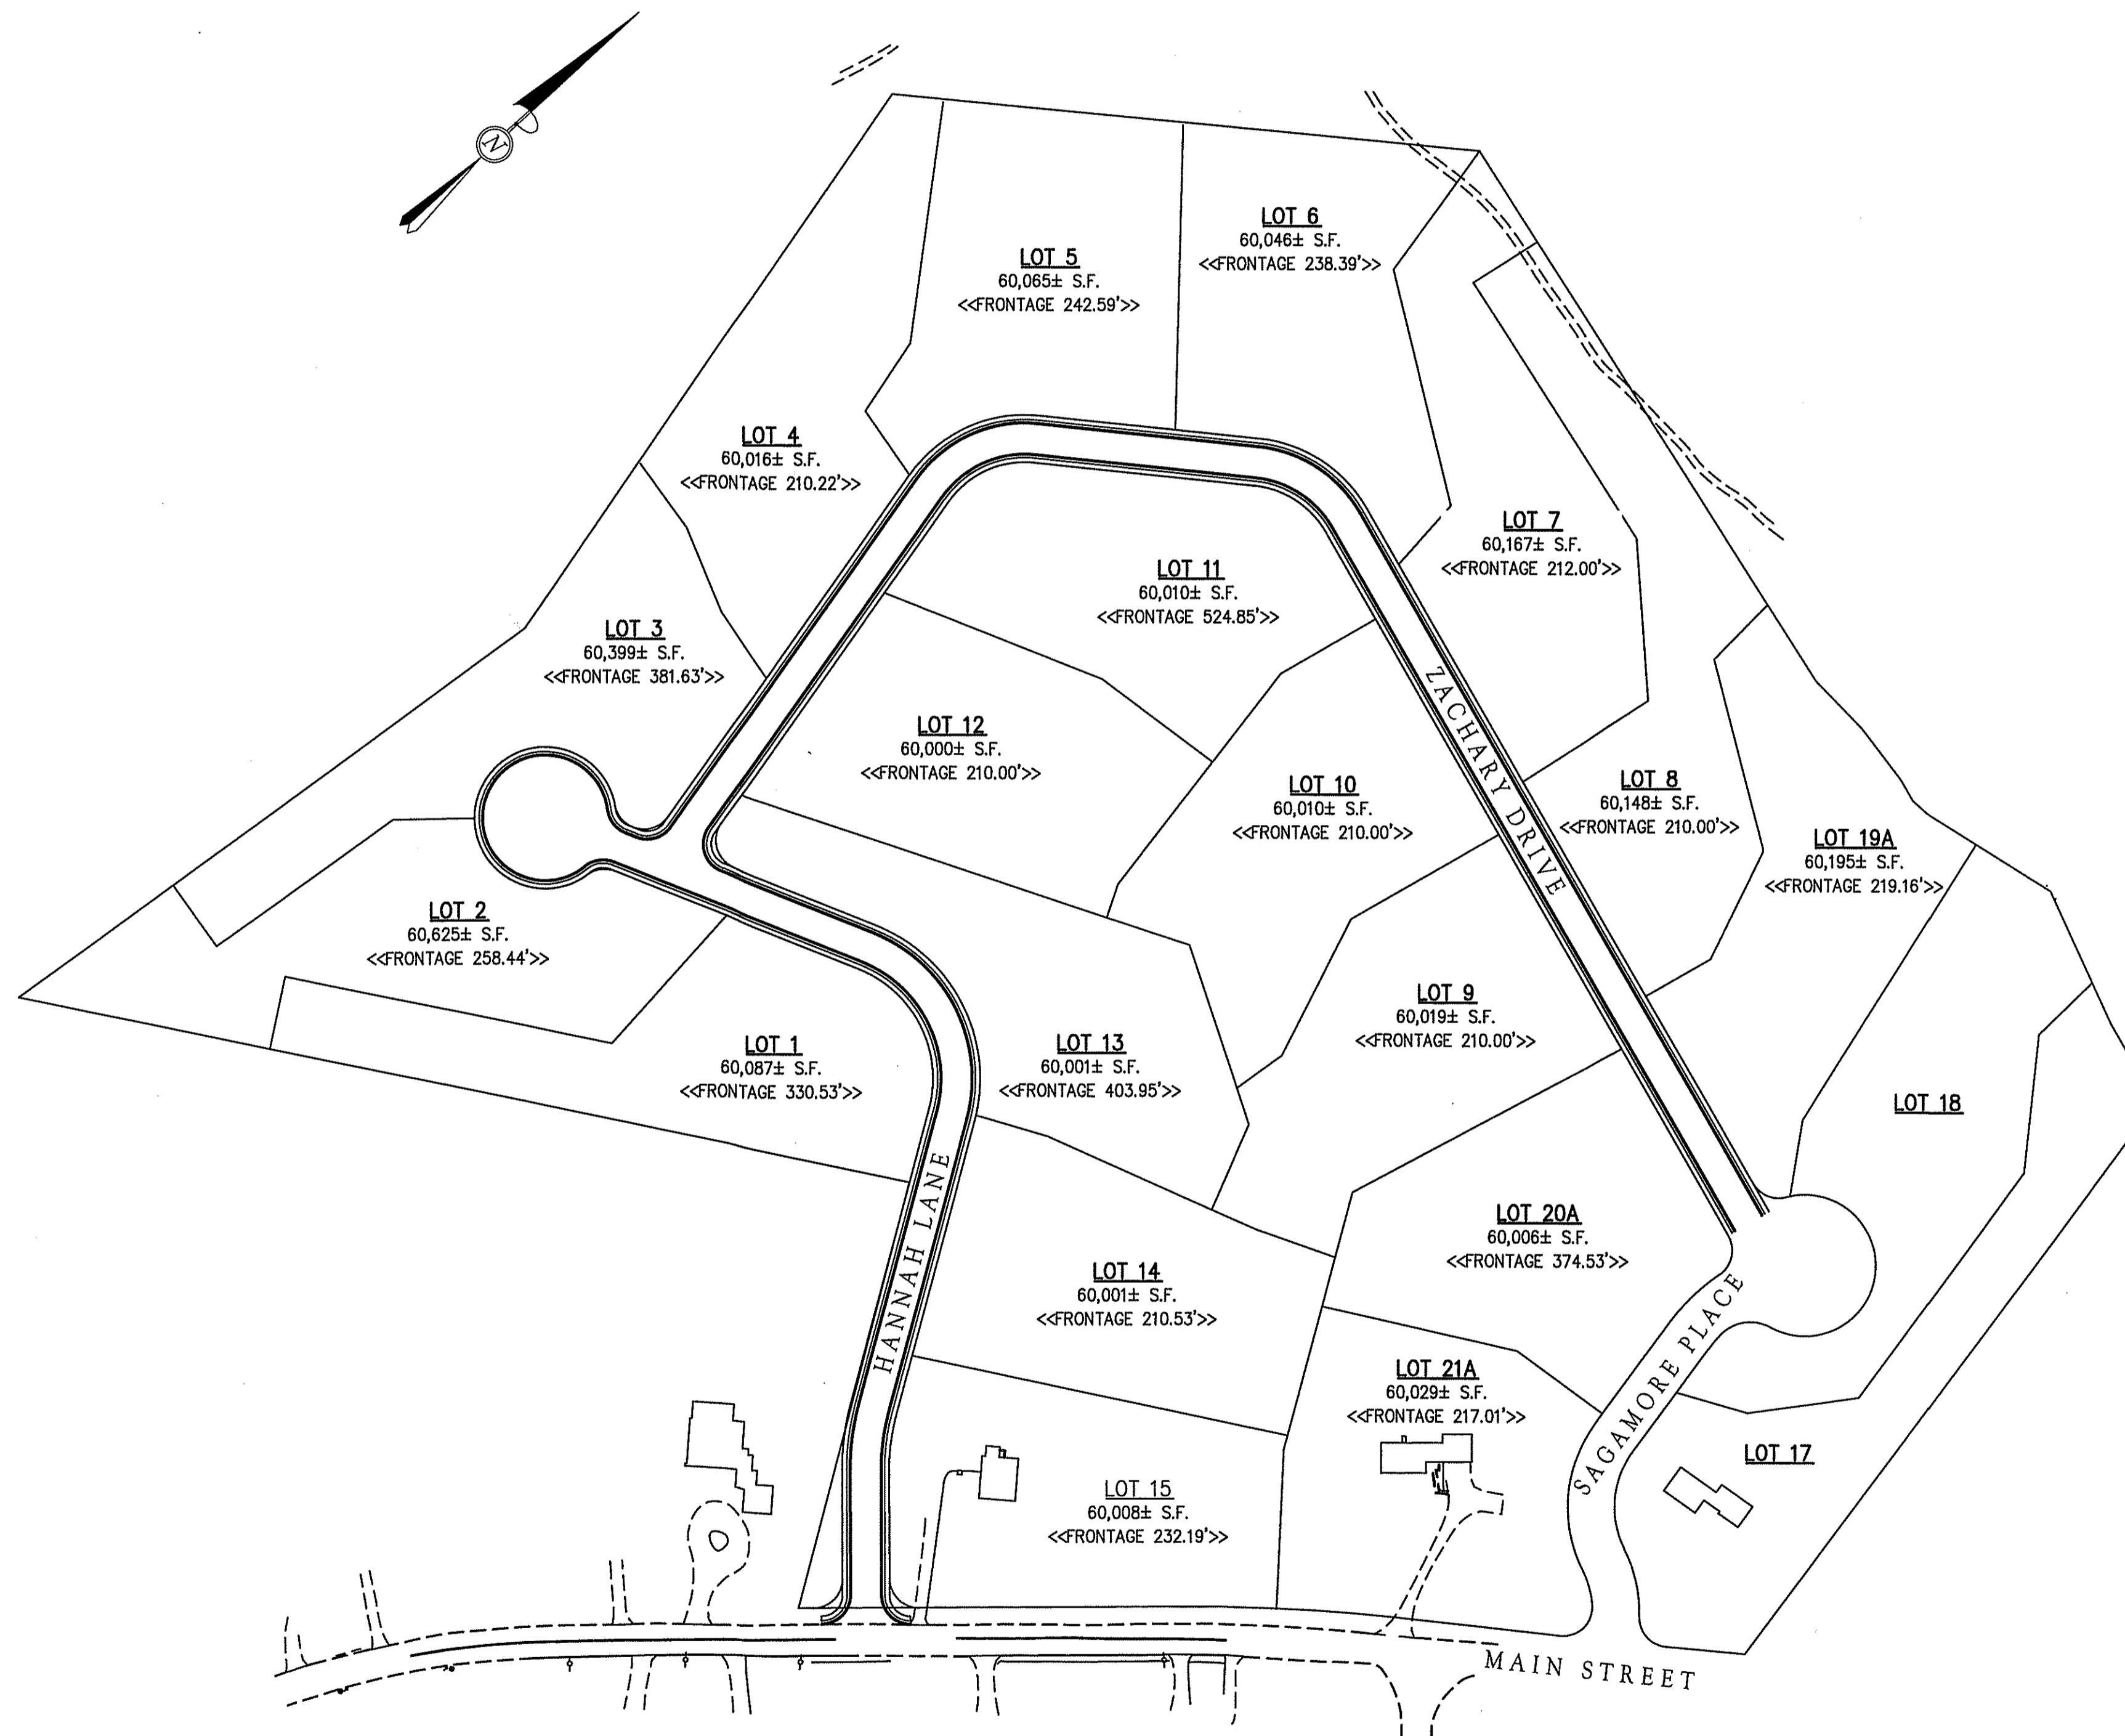 N
LOT 6
60,046± S.F.
<<FRONTAGE 238.39'>>
LOT 5
60,065± S.F.
<<FRONTAGE 242.59'>>
LOT 4
60,016± S.F.
<<FRONTAGE 210.22'>>
LOT 7
60,167± S.F.
<<FRONTAGE 212.00'>>
LOT 11
60,010± S.F.
<<FRONTAGE 524.85'>>
LOT 3
60,399± S.F.
<<FRONTAGE 381.63'>>
LOT 12
60,000± S.F.
<<FRONTAGE 210.00'>>
ZACHARY DRIVE
LOT 10
60,010± S.F.
<<FRONTAGE 210.00'>>
LOT 8
60,148± S.F.
<<FRONTAGE 210.00'>>
LOT 19A
60,195± S.F.
<<FRONTAGE 219.16'>>
LOT 2
60,625± S.F.
<<FRONTAGE 258.44'>>
LOT 9
60,019± S.F.
<<FRONTAGE 210.00'>>
LOT 1
60,087± S.F.
<<FRONTAGE 330.53'>>
LOT 13
60,001± S.F.
<<FRONTAGE 403.95'>>
LOT 18
HANNAH LANE
LOT 20A
60,006± S.F.
<<FRONTAGE 374.53'>>
LOT 14
60,001± S.F.
<<FRONTAGE 210.53'>>
SAGAMORE PLACE
LOT 21A
60,029± S.F.
<<FRONTAGE 217.01'>>
LOT 17
LOT 15
60,008± S.F.
<<FRONTAGE 232.19'>>
MAIN STREET